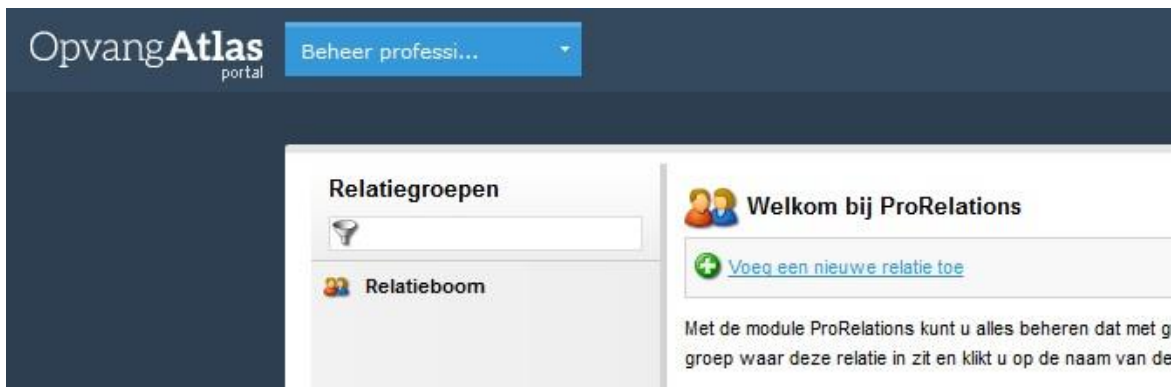 OpvangAtlas
portal
Beheer professi...
Relatiegroepen
Relatieboom
Welkom bij ProRelations
Voeg een nieuwe relatie toe
Met de module ProRelations kunt u alles beheren dat met g
groep waar deze relatie in zit en klikt u op de naam van de